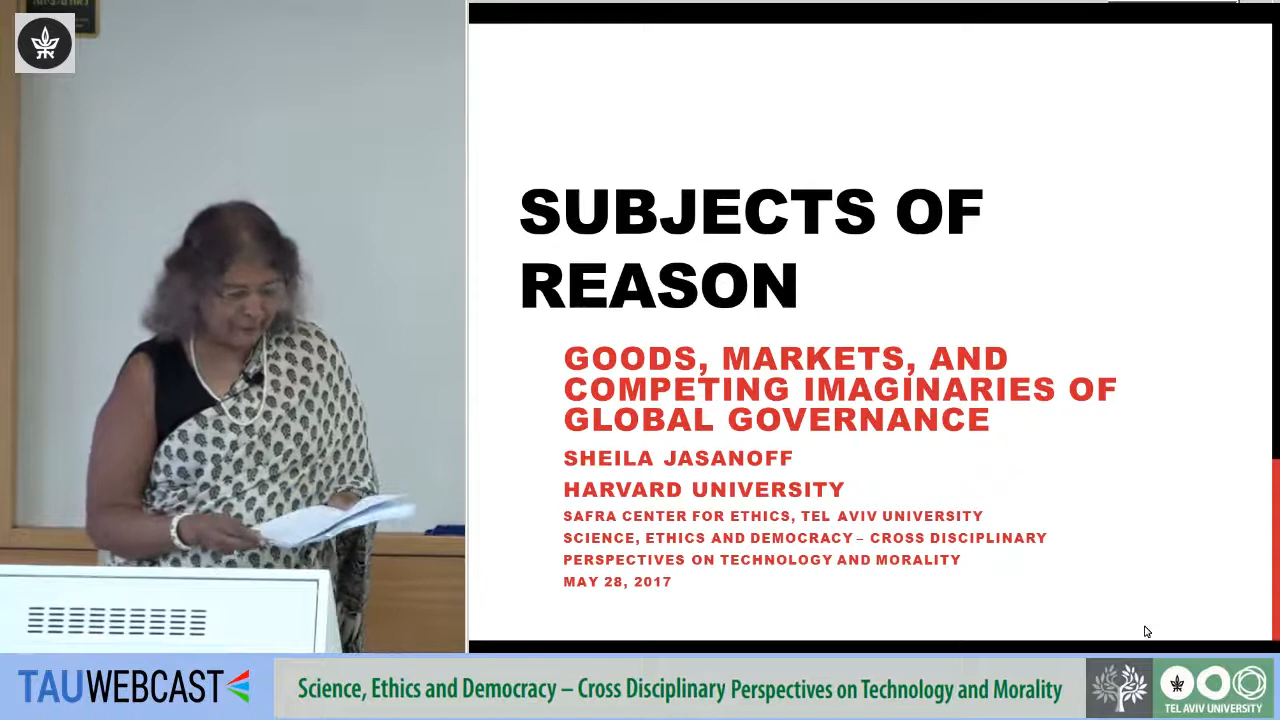 SUBJECTS OF
REASON
GOODS, MARKETS, AND
COMPETING IMAGINARIES OF
GLOBAL GOVERNANCE
SHEILA JASANOFF
HARVARD UNIVERSITY
SAFRA CENTER FOR ETHICS, TEL AVIV UNIVERSITY
SCIENCE, ETHICS AND DEMOCRACY – CROSS DISCIPLINARY
PERSPECTIVES ON TECHNOLOGY AND MORALITY
MAY 28, 2017
TAUWEBCAST
Science, Ethics and Democracy – Cross Disciplinary Perspectives on Technology and Morality
TEL AVIV UNIVERSITY